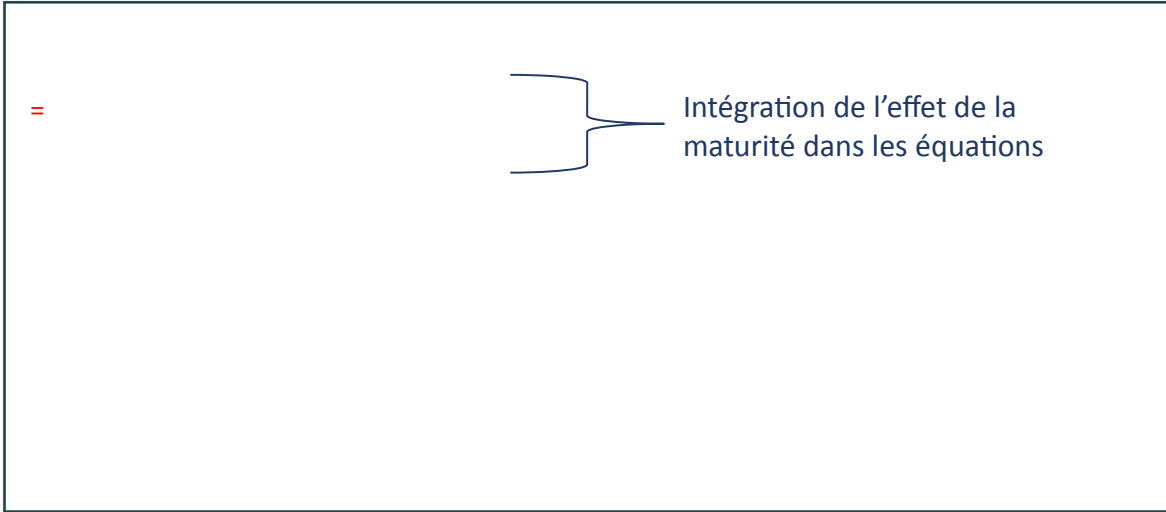 =
Intégration de l'effet de la
maturité dans les équations